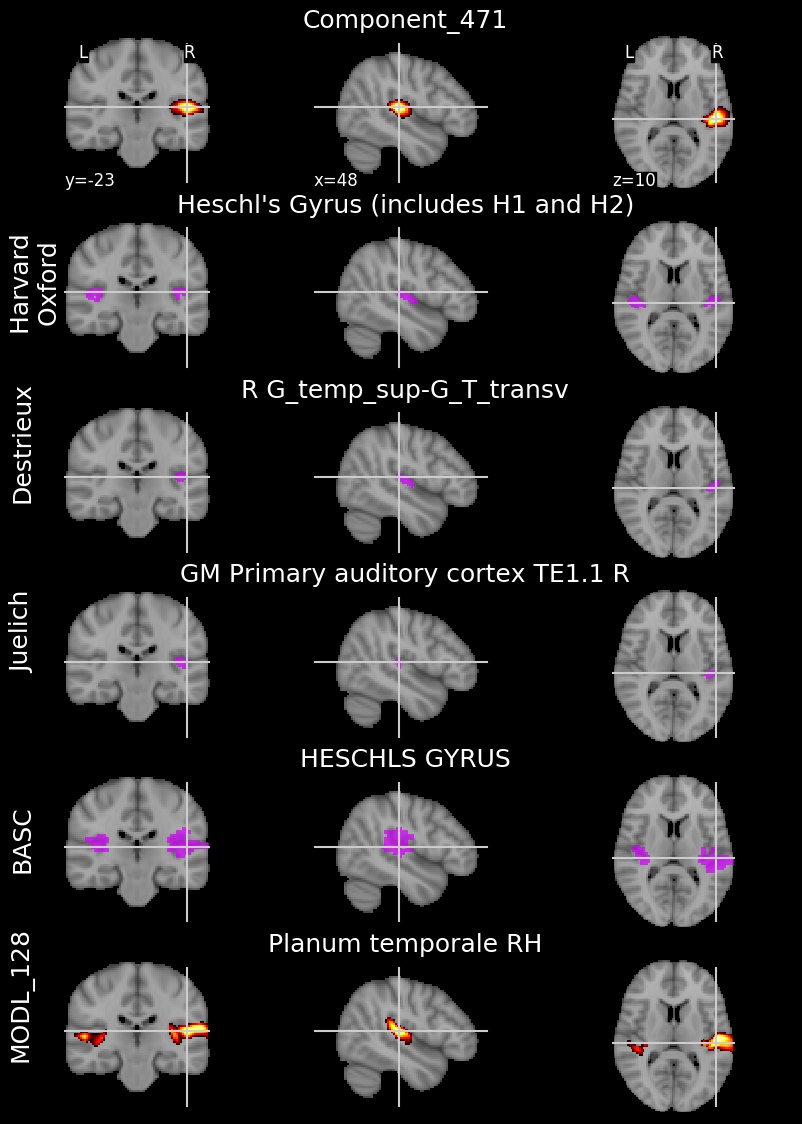 Component_471
L R
L R
y=-23
x=48
z=10
Heschl's Gyrus (includes H1 and H2)
Harvard
Oxford
R G_temp_sup-G_T_transv
Destrieux
GM Primary auditory cortex TE1.1 R
Juelich
HESCHLS GYRUS
BASC
Planum temporale RH
MODL_128